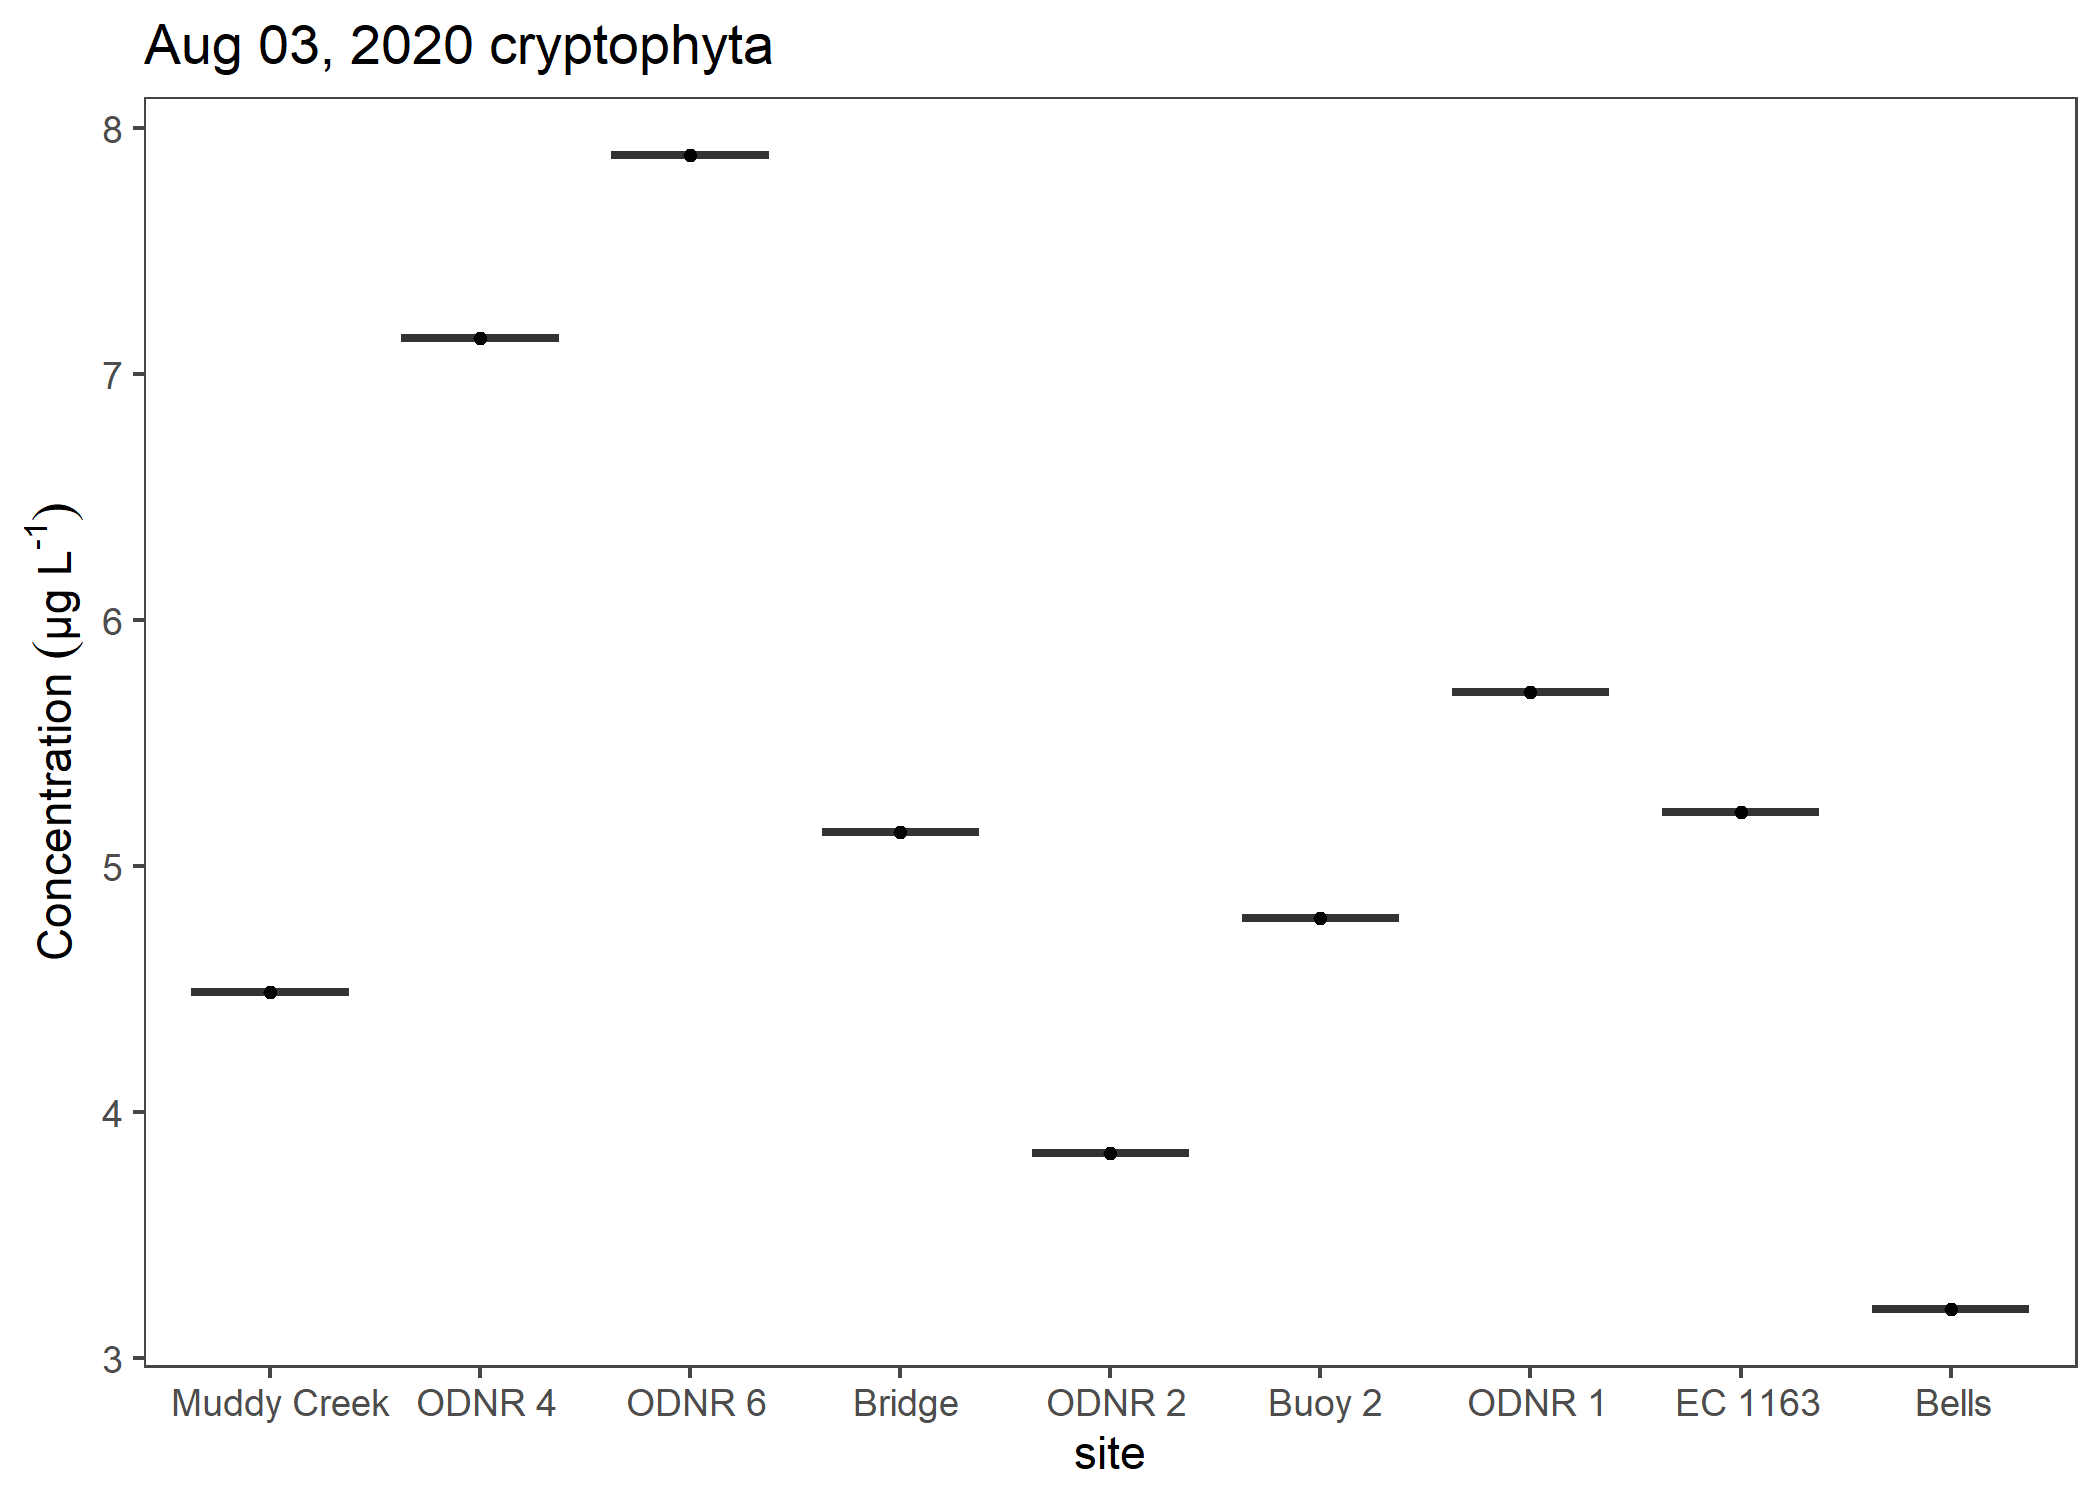 Aug 03, 2020 cryptophyta
Concentration (µg L⁻¹)
8
7
6
5
4
3
Muddy Creek ODNR 4 ODNR 6 Bridge ODNR 2 Buoy 2 ODNR 1 EC 1163 Bells
site